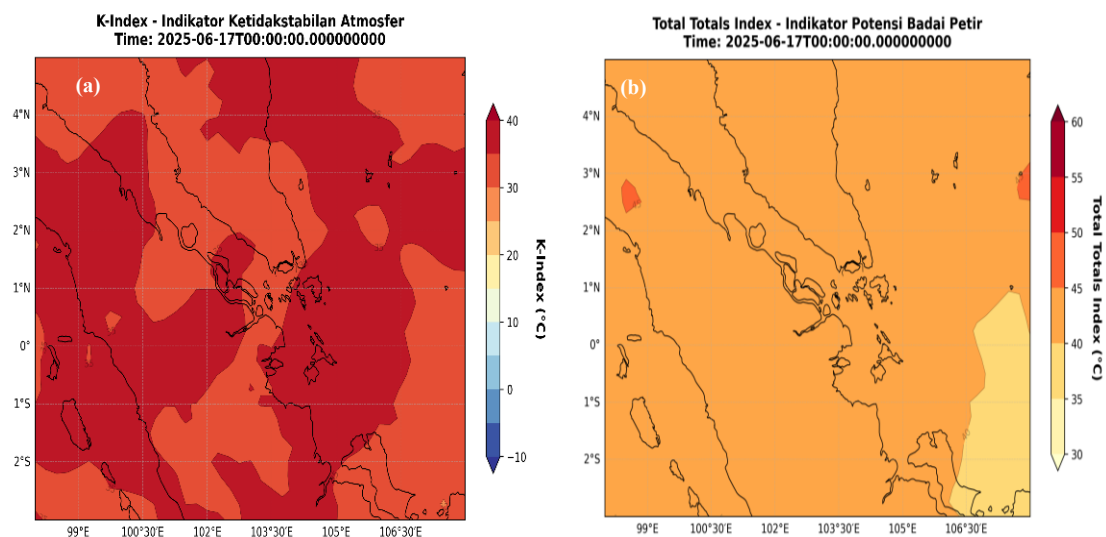 K-Index - Indikator Ketidakstabilan Atmosfer
Time: 2025-06-17T00:00:00.000000000
(a)
4°N
3°N
2°N
1°N
0°
1°S
2°S
99°E
100°30'E
102°E
103°30'E
105°E
106°30'E
40
30
20
10
0
−10
K-Index (°C)
Total Totals Index - Indikator Potensi Badai Petir
Time: 2025-06-17T00:00:00.000000000
(b)
4°N
3°N
2°N
1°N
0°
1°S
2°S
99°E
100°30'E
102°E
103°30'E
105°E
106°30'E
60
55
50
45
40
35
30
Total Totals Index (°C)